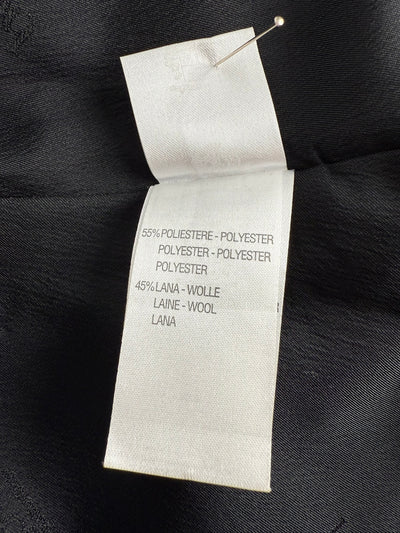 55% POLIESTERE - POLYESTER
POLYESTER - POLYESTER
POLYESTER
45% LANA - WOLLE
LAINE - WOOL
LANA